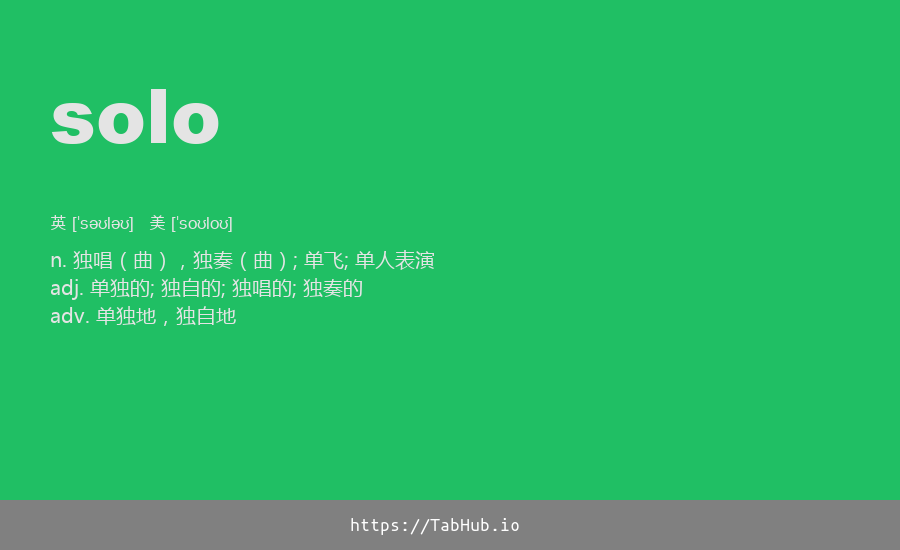 solo
英 [ˈsəʊləʊ]   美 [ˈsoʊloʊ]
n. 独唱（曲），独奏（曲）; 单飞; 单人表演
adj. 单独的; 独自的; 独唱的; 独奏的
adv. 单独地，独自地
https://TabHub.io